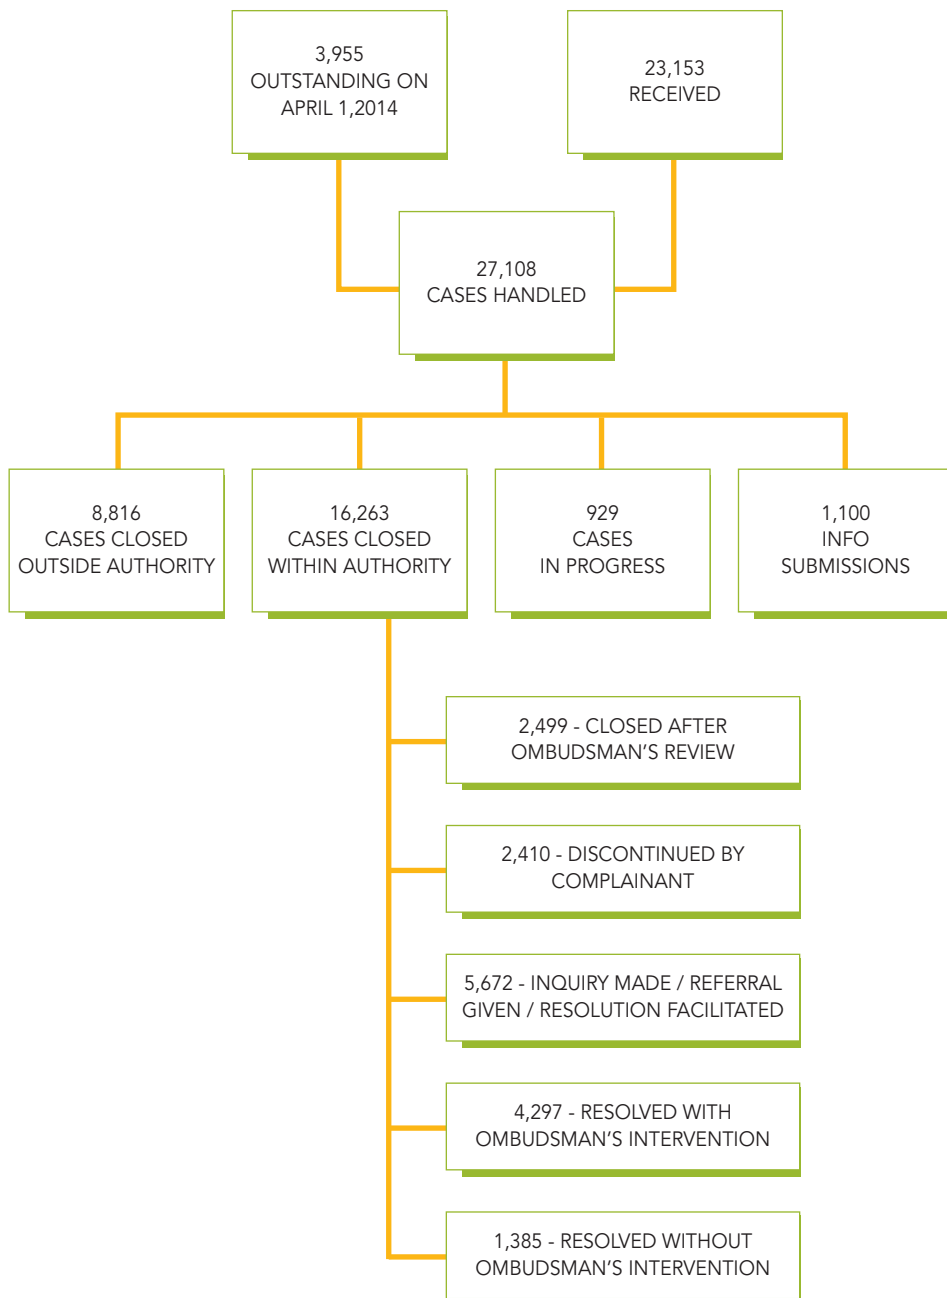 3,955
OUTSTANDING ON
APRIL 1,2014
23,153
RECEIVED
27,108
CASES HANDLED
8,816
CASES CLOSED
OUTSIDE AUTHORITY
16,263
CASES CLOSED
WITHIN AUTHORITY
929
CASES
IN PROGRESS
1,100
INFO
SUBMISSIONS
2,499 - CLOSED AFTER
OMBUDSMAN’S REVIEW
2,410 - DISCONTINUED BY
COMPLAINANT
5,672 - INQUIRY MADE / REFERRAL
GIVEN / RESOLUTION FACILITATED
4,297 - RESOLVED WITH
OMBUDSMAN’S INTERVENTION
1,385 - RESOLVED WITHOUT
OMBUDSMAN’S INTERVENTION